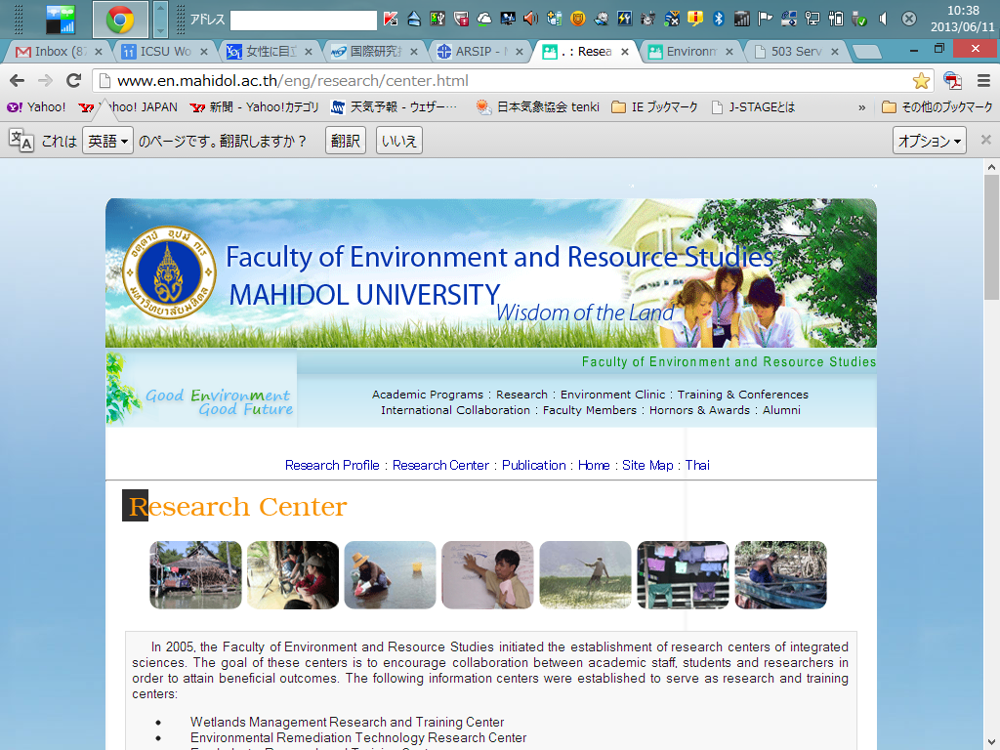 アドレス
10:38
2013/06/11
Inbox (8
ICSU Wo
女性に目立
国際研究
ARSIP - N
. : Resea
Environm
503 Serv
www.en.mahidol.ac.th/eng/research/center.html
Yahoo!
hoo! JAPAN
新聞 - Yahoo!カテゴリ
天気予報 - ウェザー…
日本気象協会 tenki
IE ブックマーク
J-STAGEとは
»
その他のブックマーク
これは 英語 のページです。翻訳しますか？ 翻訳 いいえ
オプション
Faculty of Environment and Resource Studies
MAHIDOL UNIVERSITY
Wisdom of the Land
Faculty of Environment and Resource Studies
Good Environment
Good Future
Academic Programs : Research : Environment Clinic : Training & Conferences
International Collaboration : Faculty Members : Hornors & Awards : Alumni
Research Profile : Research Center : Publication : Home : Site Map : Thai
Research Center
In 2005, the Faculty of Environment and Resource Studies initiated the establishment of research centers of integrated
sciences. The goal of these centers is to encourage collaboration between academic staff, students and researchers in
order to attain beneficial outcomes. The following information centers were established to serve as research and training
centers:
• Wetlands Management Research and Training Center
• Environmental Remediation Technology Research Center